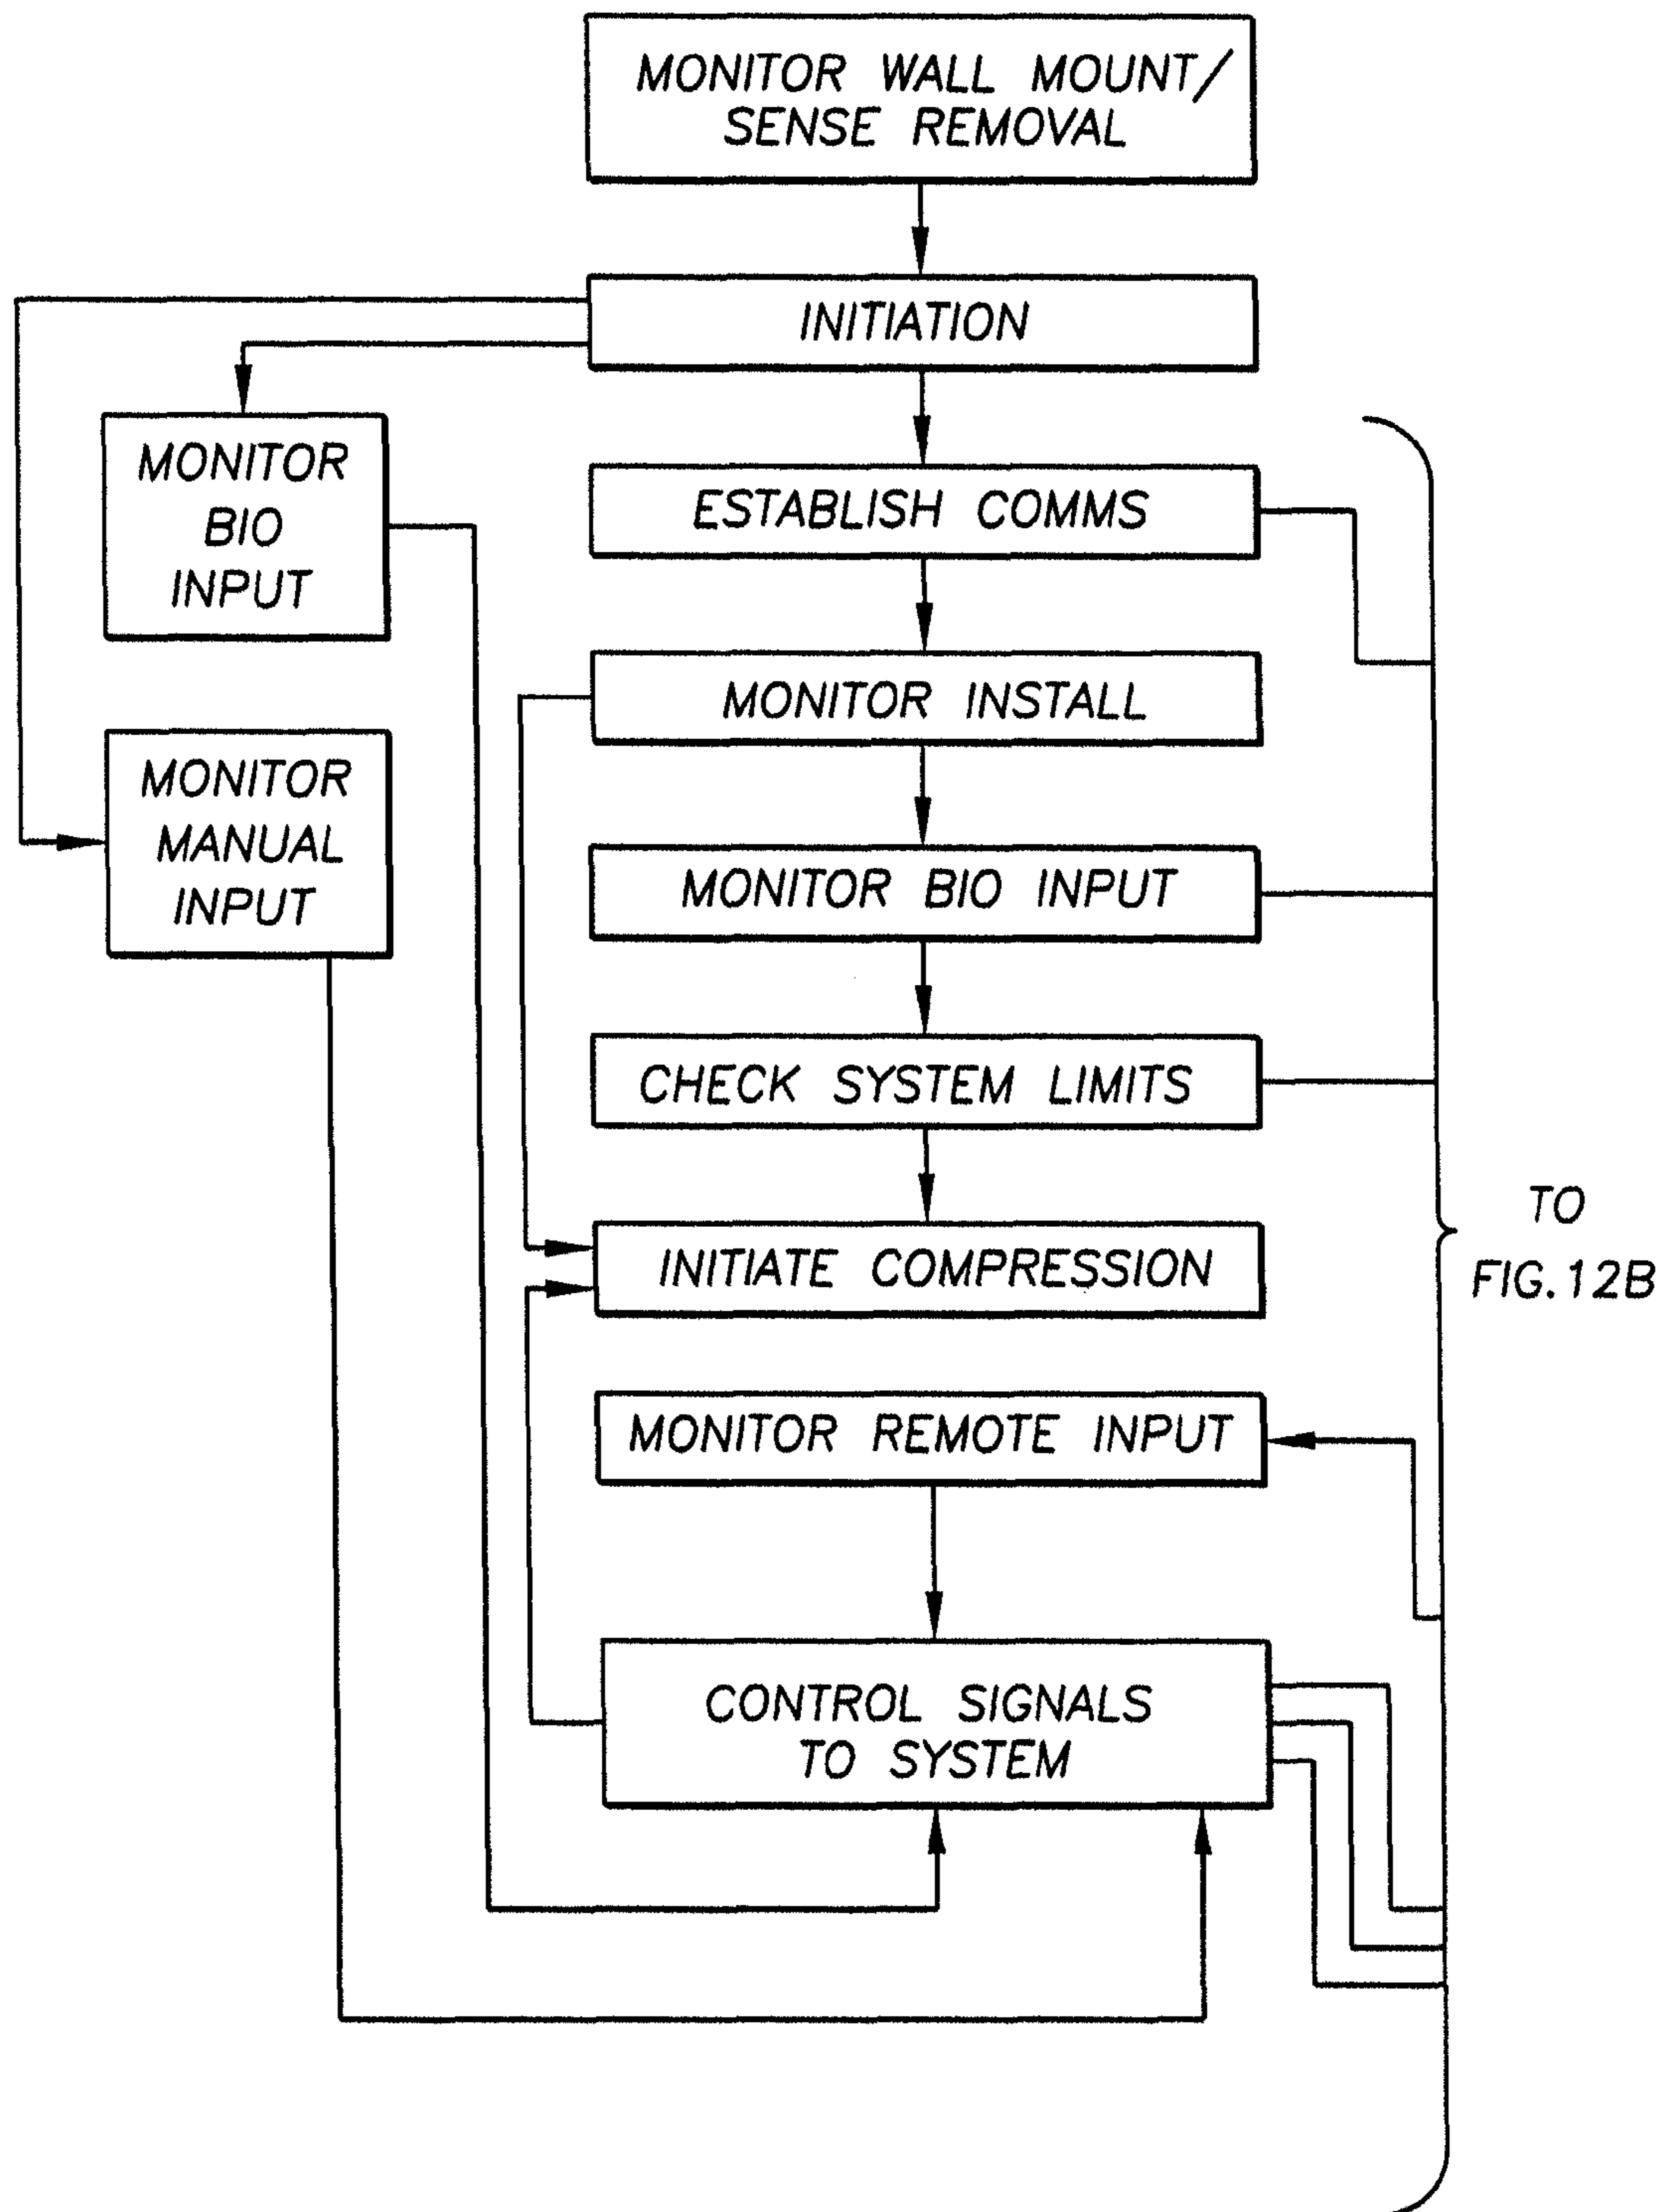 MONITOR WALL MOUNT/
SENSE REMOVAL
INITIATION
MONITOR
BIO
INPUT
ESTABLISH COMMS
MONITOR INSTALL
MONITOR
MANUAL
INPUT
MONITOR BIO INPUT
CHECK SYSTEM LIMITS
INITIATE COMPRESSION
TO
FIG. 12B
MONITOR REMOTE INPUT
CONTROL SIGNALS
TO SYSTEM